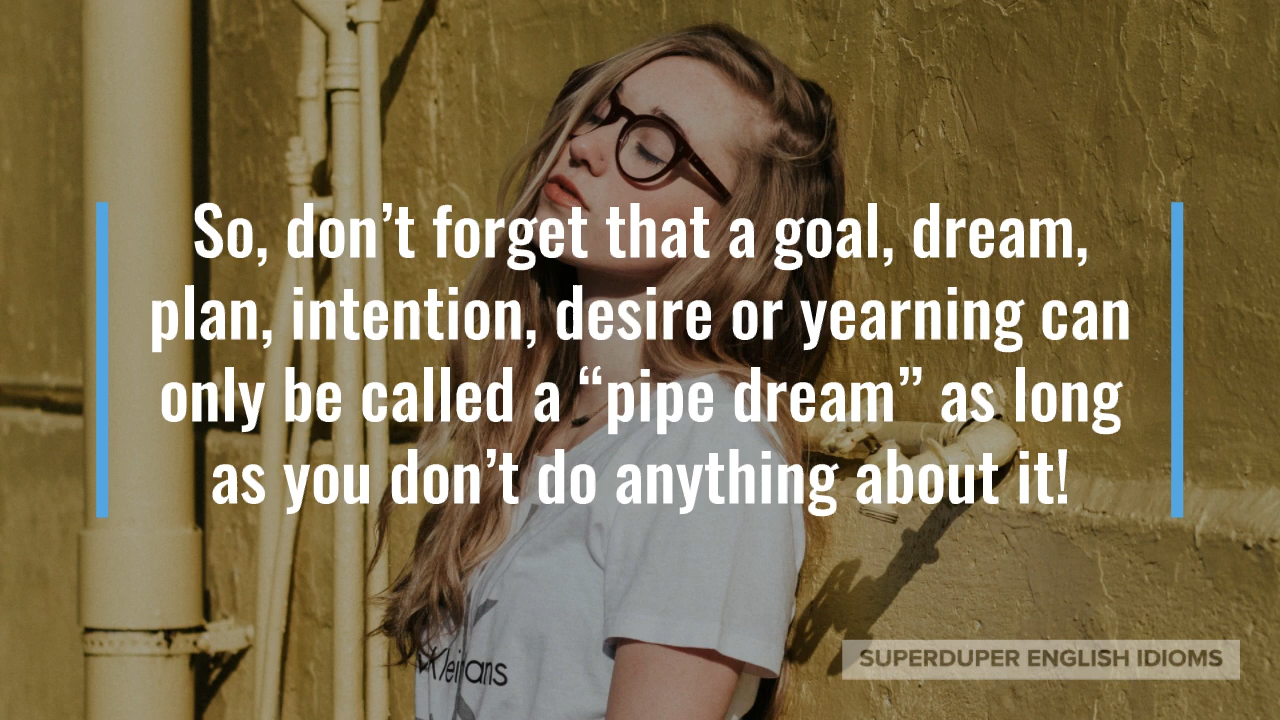 So, don’t forget that a goal, dream,
plan, intention, desire or yearning can
only be called a “pipe dream” as long
as you don’t do anything about it!
SUPERDUPER ENGLISH IDIOMS